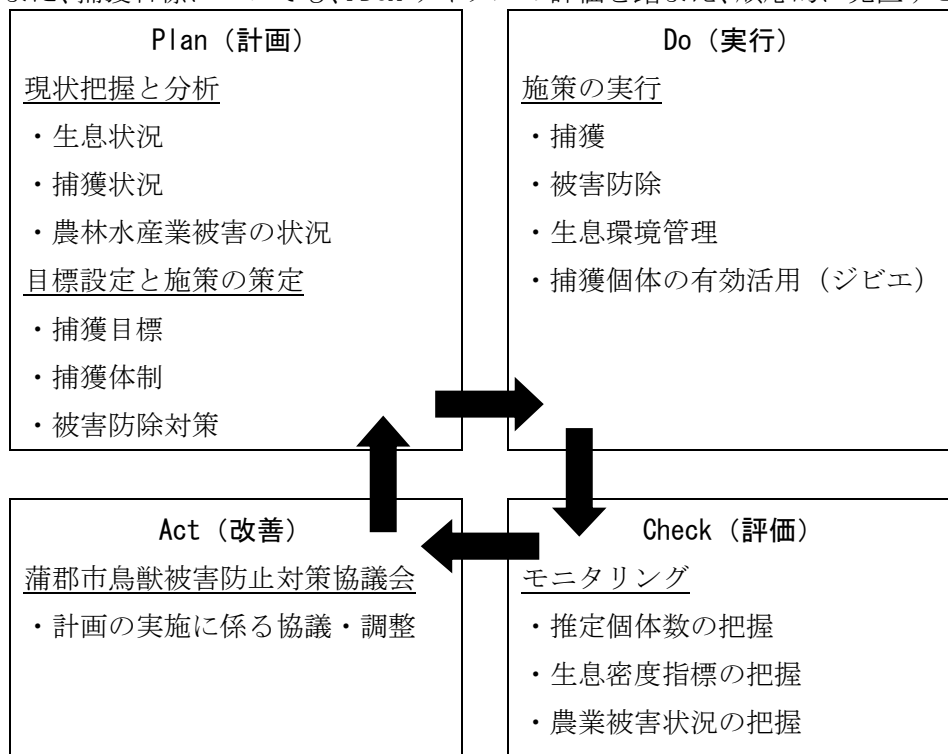 Plan（計画）
現状把握と分析
・生息状況
・捕獲状況
・農林水産業被害の状況
目標設定と施策の策定
・捕獲目標
・捕獲体制
・被害防除対策
Do（実行）
施策の実行
・捕獲
・被害防除
・生息環境管理
・捕獲個体の有効活用（ジビエ）
Act（改善）
蒲郡市鳥獣被害防止対策協議会
・計画の実施に係る協議・調整
Check（評価）
モニタリング
・推定個体数の把握
・生息密度指標の把握
・農業被害状況の把握